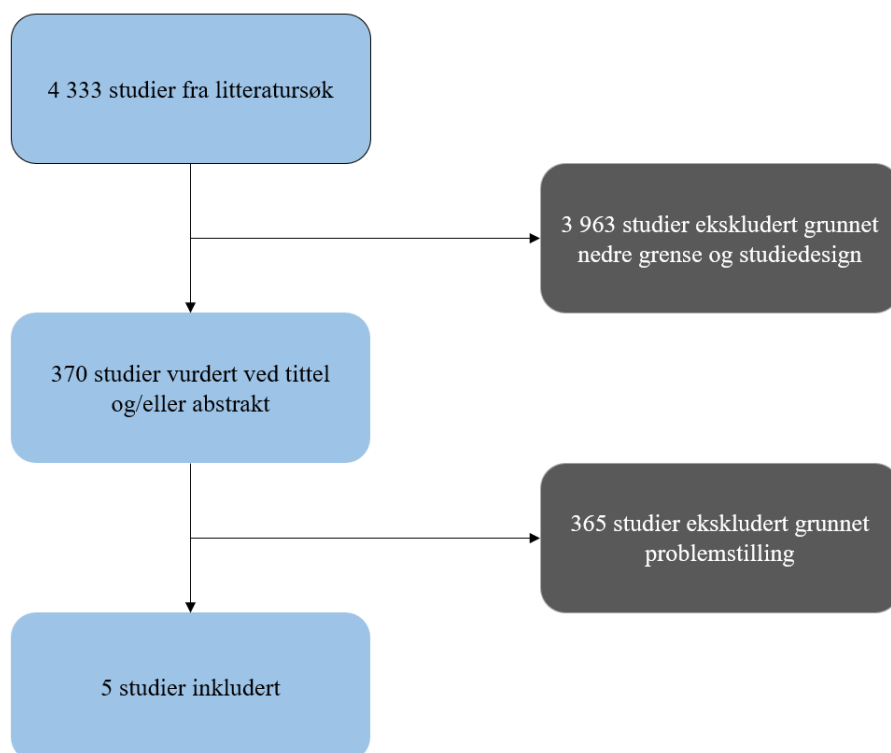 4 333 studier fra litteratursøk
3 963 studier ekskludert grunnet
nedre grense og studiedesign
370 studier vurdert ved tittel
og/eller abstrakt
365 studier ekskludert grunnet
problemstilling
5 studier inkludert